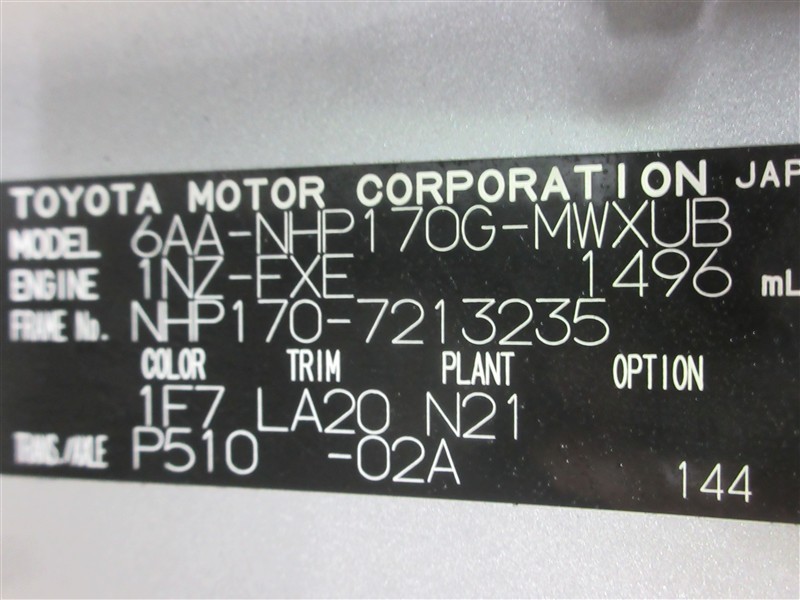 TOYOTA MOTOR CORPORATION JAP
MODEL 6AA-NHP170G-MWXUB
ENGINE 1NZ-FXE 1496 mL
FRAME No. NHP170-7213235
COLOR TRIM PLANT OPTION
1F7 LA20 N21
TRANS./AXLE P510 -02A
144